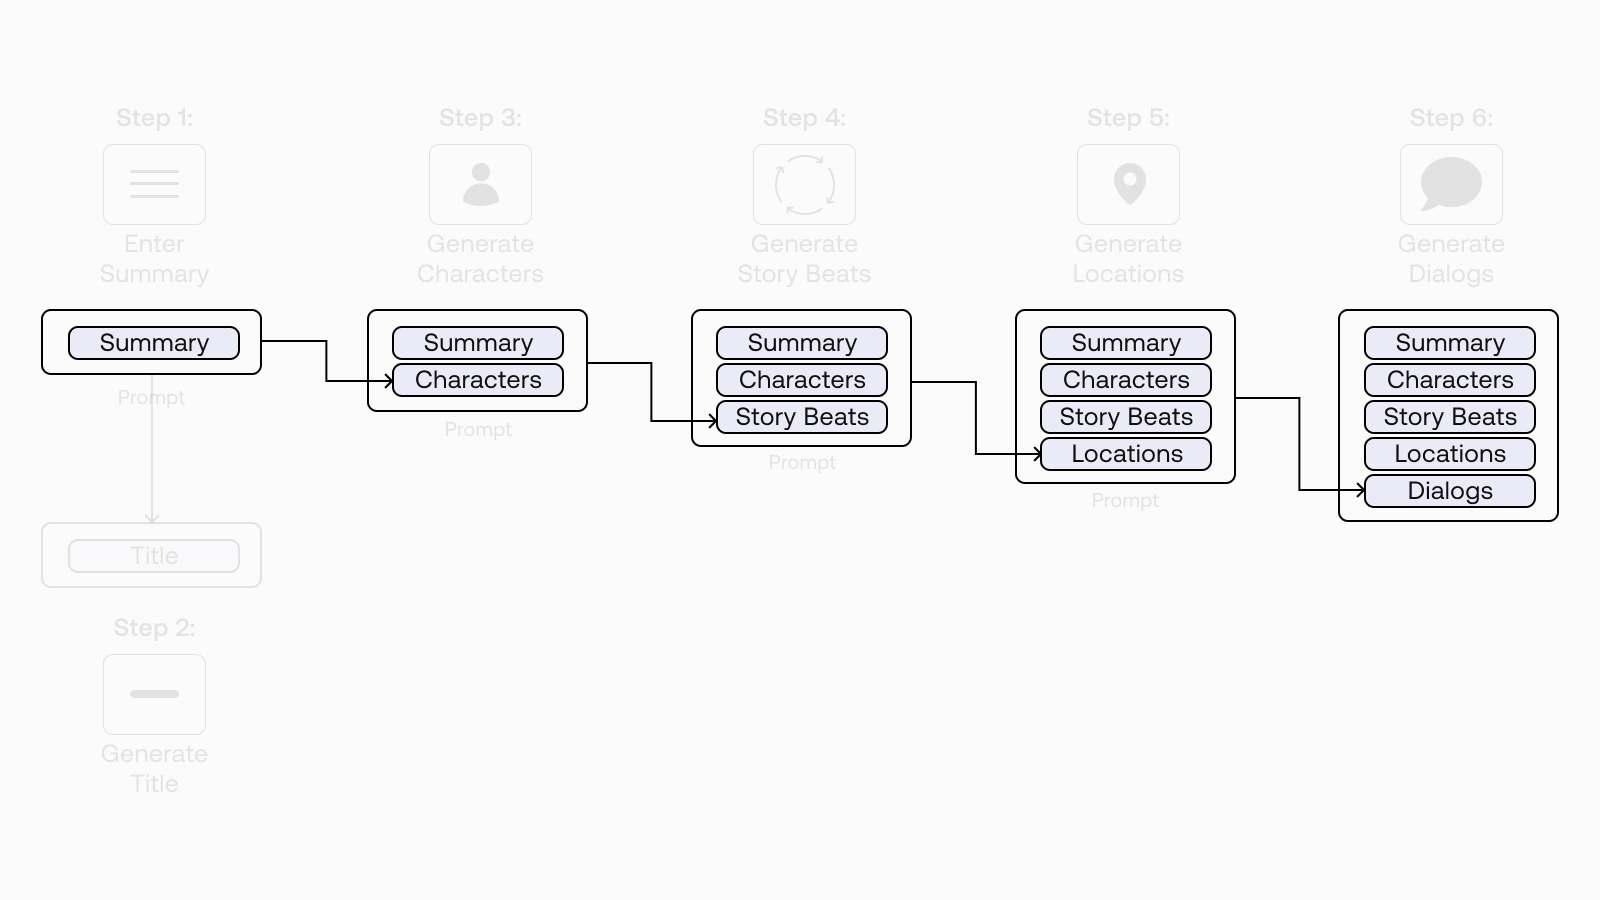 Step 1:
Enter
Summary
Summary
Prompt
Title
Step 2:
Generate
Title
Step 3:
Generate
Characters
Summary
Characters
Prompt
Step 4:
Generate
Story Beats
Summary
Characters
Story Beats
Prompt
Step 5:
Generate
Locations
Summary
Characters
Story Beats
Locations
Prompt
Step 6:
Generate
Dialogs
Summary
Characters
Story Beats
Locations
Dialogs